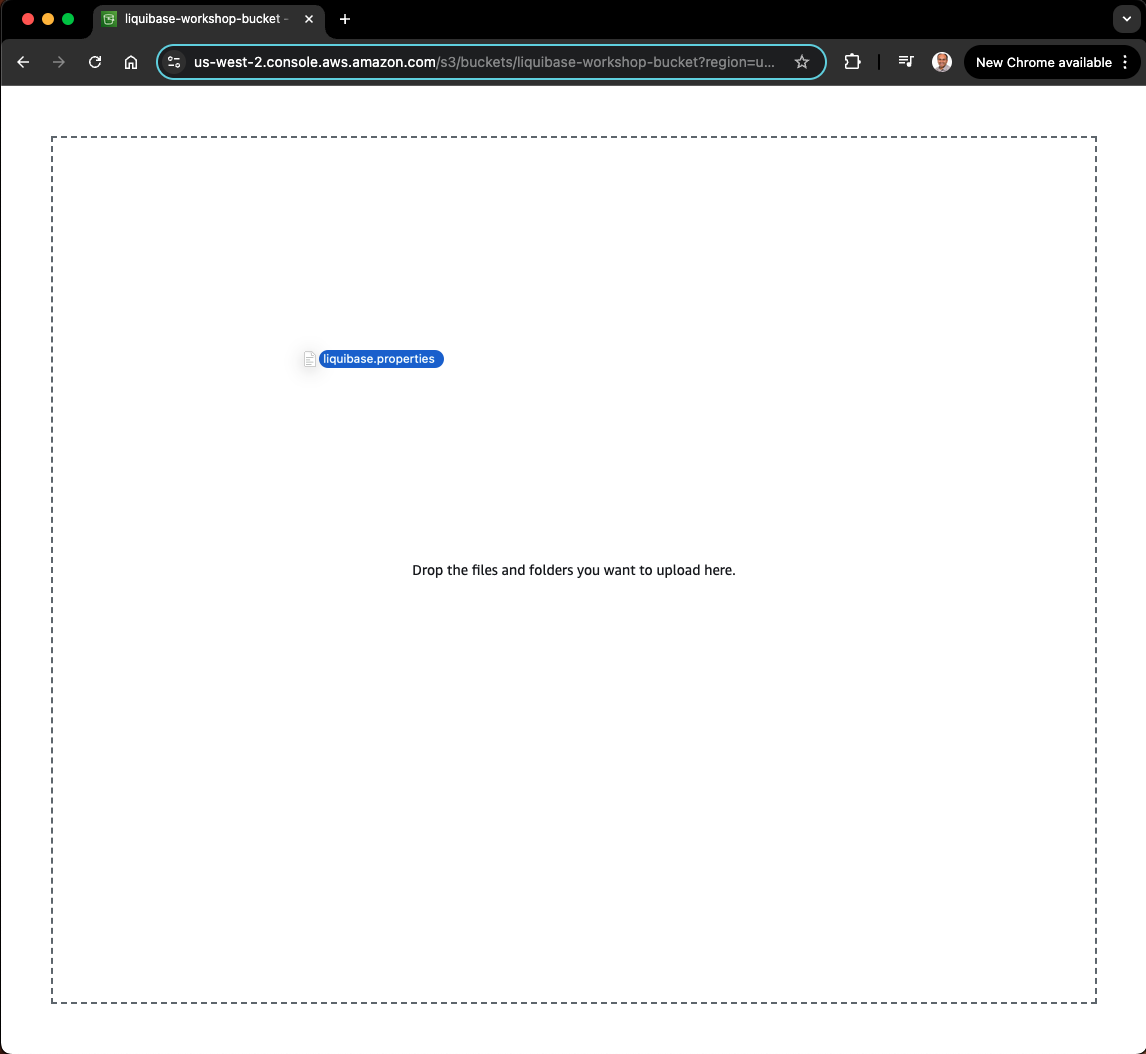 liquibase-workshop-bucket -
us-west-2.console.aws.amazon.com/s3/buckets/liquibase-workshop-bucket?region=u...
New Chrome available
liquibase.properties
Drop the files and folders you want to upload here.